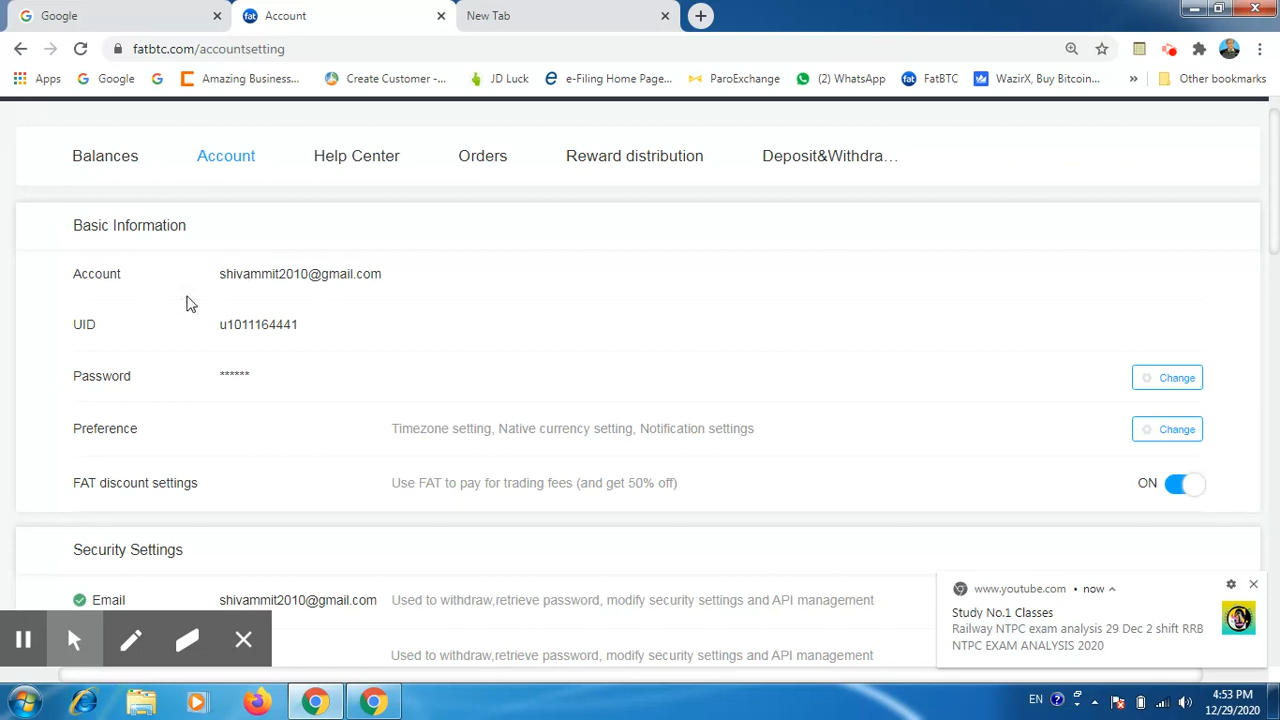 Google
Account
New Tab
fatbtc.com/accountsetting
Apps
Google
Amazing Business...
Create Customer -...
JD Luck
e-Filing Home Page...
ParoExchange
(2) WhatsApp
FatBTC
WazirX, Buy Bitcoin...
»
Other bookmarks
Balances
Account
Help Center
Orders
Reward distribution
Deposit&Withdra...
Basic Information
Account shivammit2010@gmail.com
UID u1011164441
Password ******
Change
Preference Timezone setting, Native currency setting, Notification settings
Change
FAT discount settings Use FAT to pay for trading fees (and get 50% off)
ON
Security Settings
Email shivammit2010@gmail.com Used to withdraw,retrieve password, modify security settings and API management
Used to withdraw,retrieve password, modify security settings and API management
www.youtube.com • now
Study No.1 Classes
Railway NTPC exam analysis 29 Dec 2 shift RRB
NTPC EXAM ANALYSIS 2020
EN
4:53 PM
12/29/2020